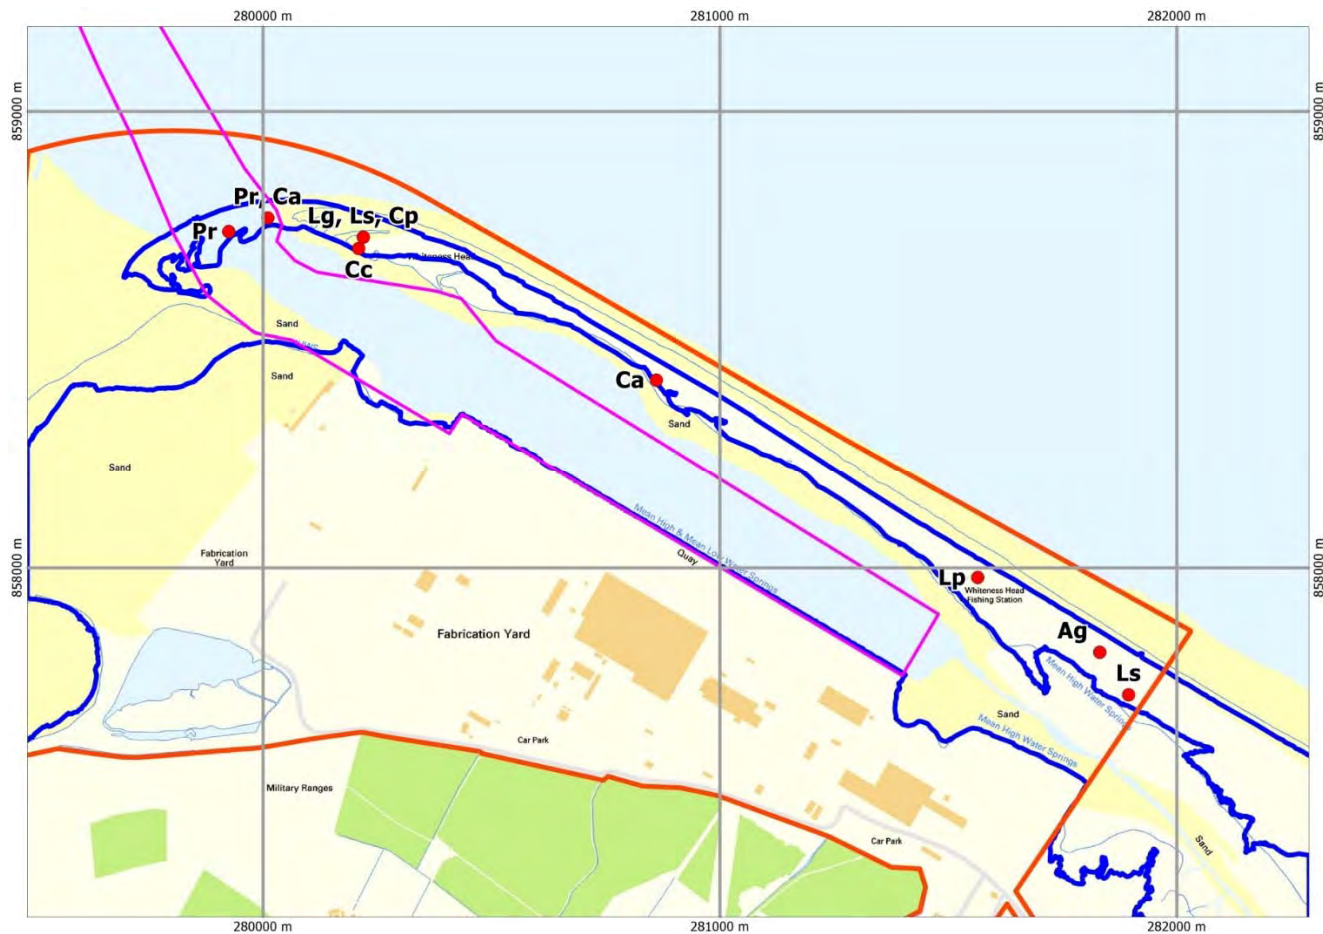 280000 m
281000 m
282000 m
859000 m
859000 m
Pr, Ca
Lg, Ls, Cp
Pr
Whiteness Head
Cc
Sand
Sand
Ca
Sand
Sand
Mean High & Mean Low Water Springs
Quay
Fabrication
Yard
858000 m
858000 m
Lp
Whiteness Head
Fishing Station
Fabrication Yard
Ag
Ls
Mean High Water Springs
Sand
Mean High Water Springs
Car Park
Military Ranges
Car Park
Sand
280000 m
281000 m
282000 m